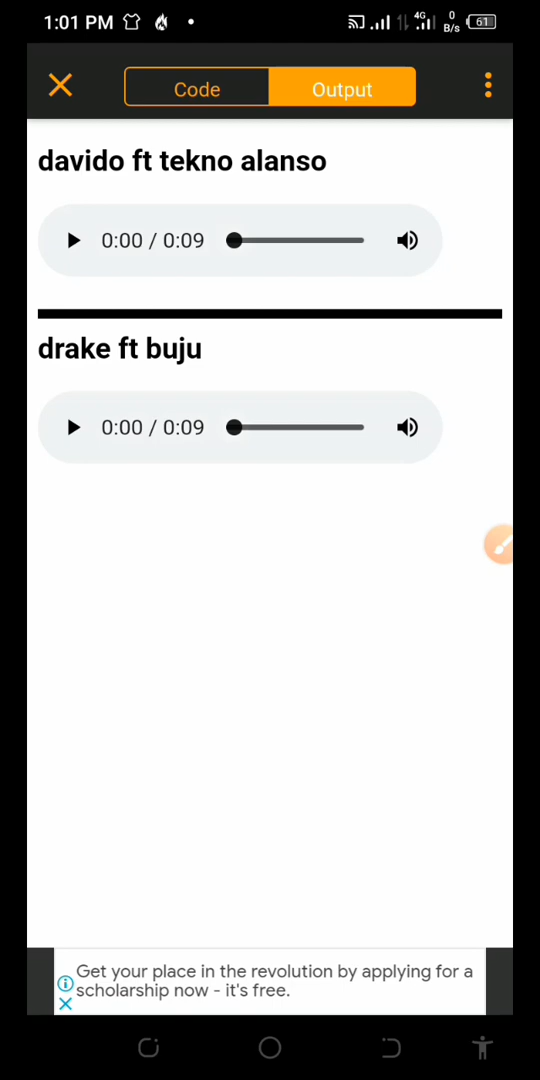 1:01 PM
4G
0
B/s
61
Code
Output
davido ft tekno alanso
0:00 / 0:09
drake ft buju
0:00 / 0:09
Get your place in the revolution by applying for a
scholarship now - it's free.